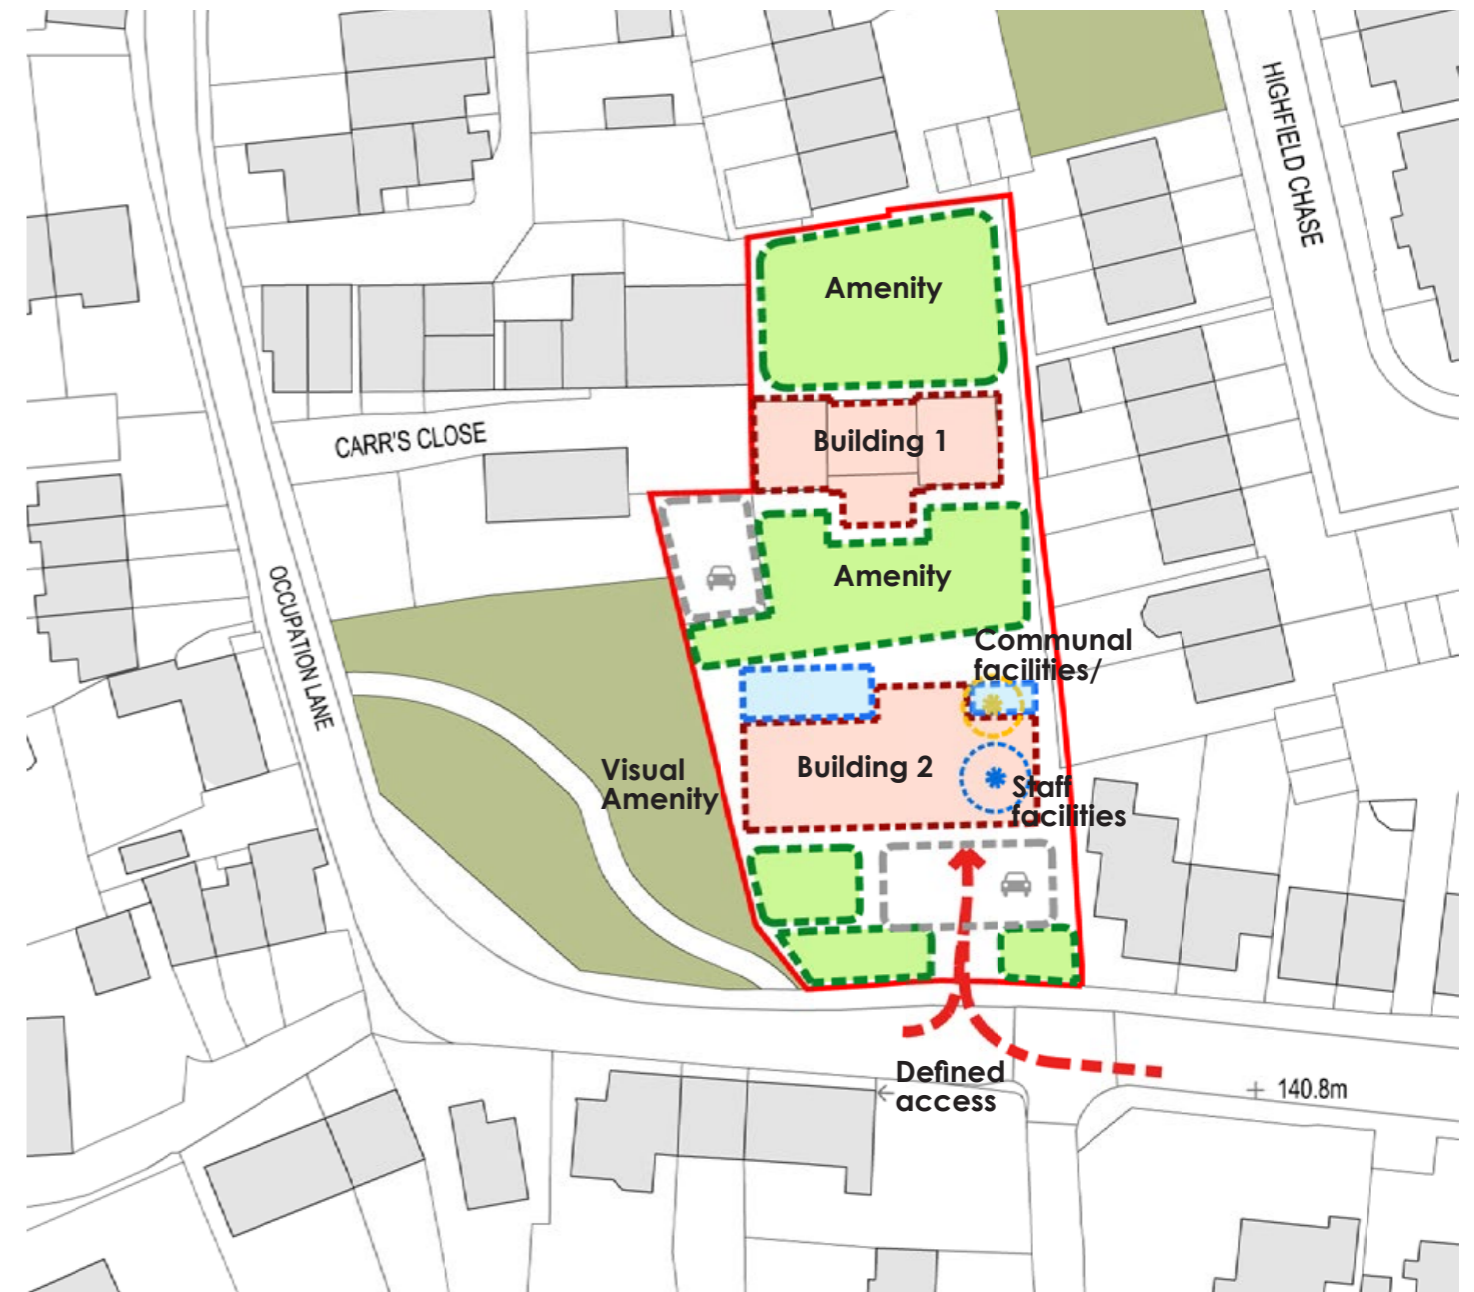 HIGHFIELD CHASE
Amenity
CARR'S CLOSE
Building 1
OCCUPATION LANE
Amenity
Communal
facilities/
Visual
Amenity
Building 2
Staff
facilities
Defined
access
140.8m